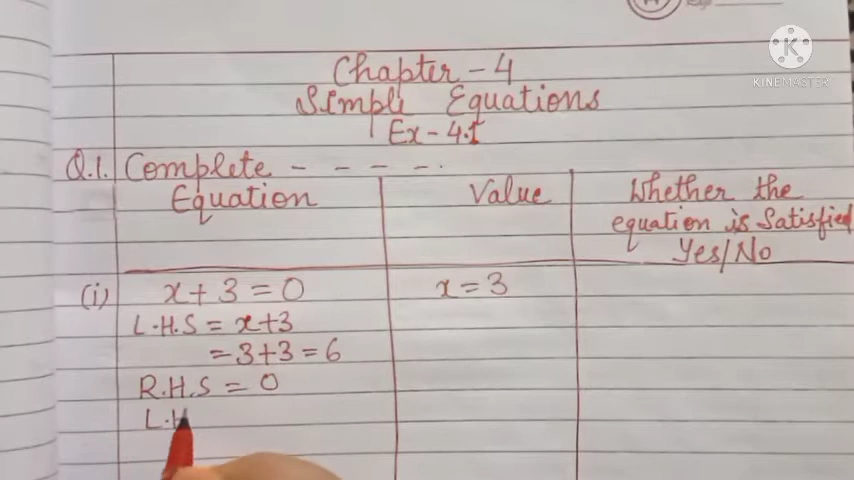 K
KINEMASTER
Chapter - 4
Simple Equations
Ex - 4.1
Q.1. Complete - - - - -.
Equation
Value
Whether the
equation is Satisfied
Yes/No
(i) x + 3 = 0
x = 3
L.H.S = x+3
= 3+3 = 6
R.H.S = 0
L.H